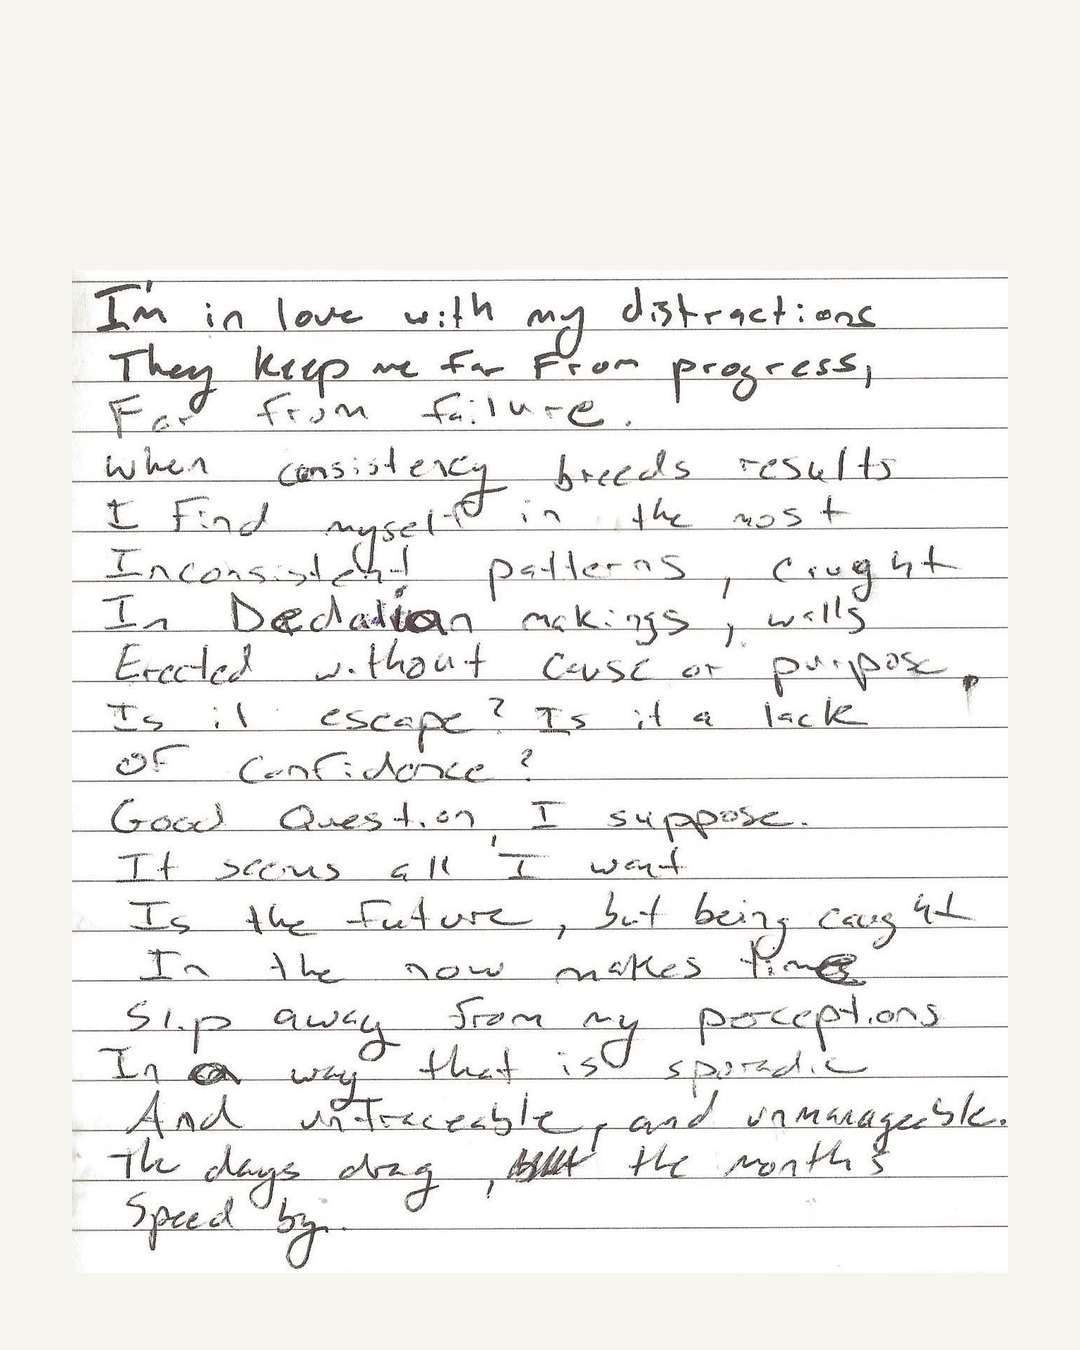 I'm in love with my distractions
They keep me far From progress,
Far from failure.
when consistency breeds results
I Find myself in the most
Inconsistent patterns, caught
In Dedalian makings, walls
Erected without cause or purpose.
Is it escape? Is it a lack
OF Confidence?
Good Question, I suppose.
It seems all I want
Is the future, but being caught
In the now makes time
Slip away from my perceptions
In a way that is sporadic
And untraceable, and unmanageable.
The days drag, the months
Speed by.